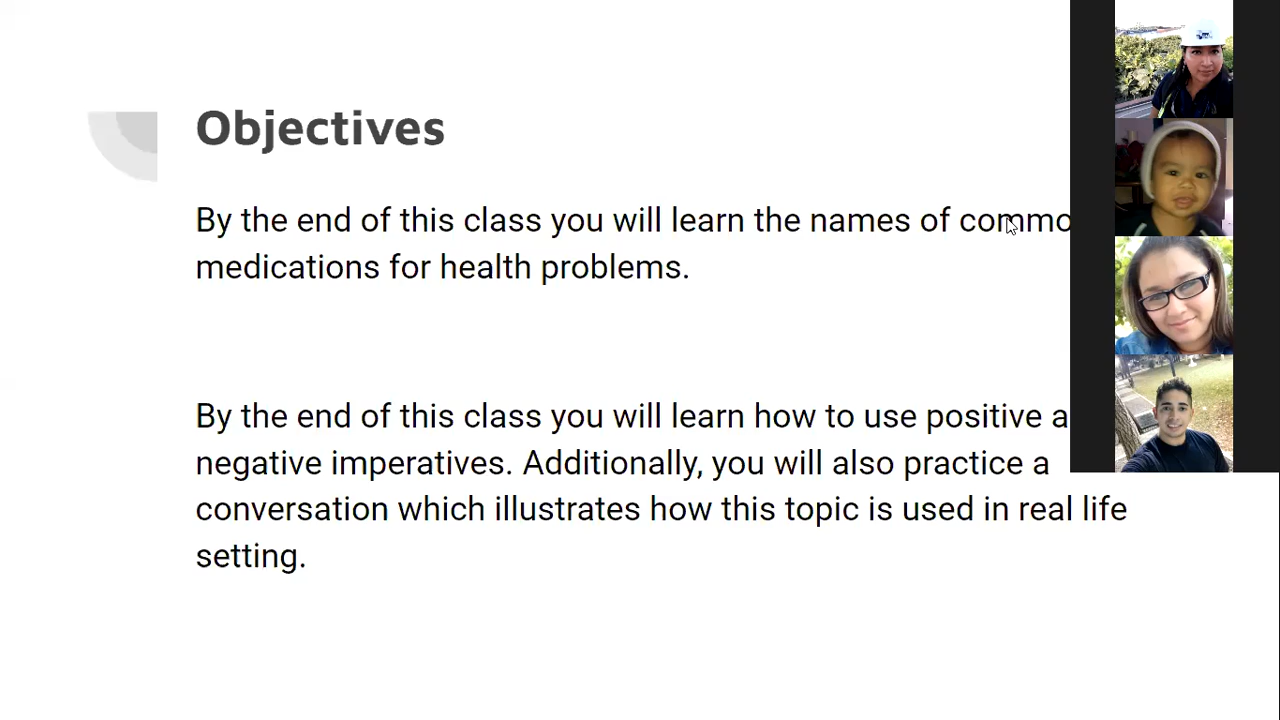 Objectives
By the end of this class you will learn the names of
medications for health problems.
By the end of this class you will learn how to use positive
negative imperatives. Additionally, you will also practice a
conversation which illustrates how this topic is used in real life
setting.